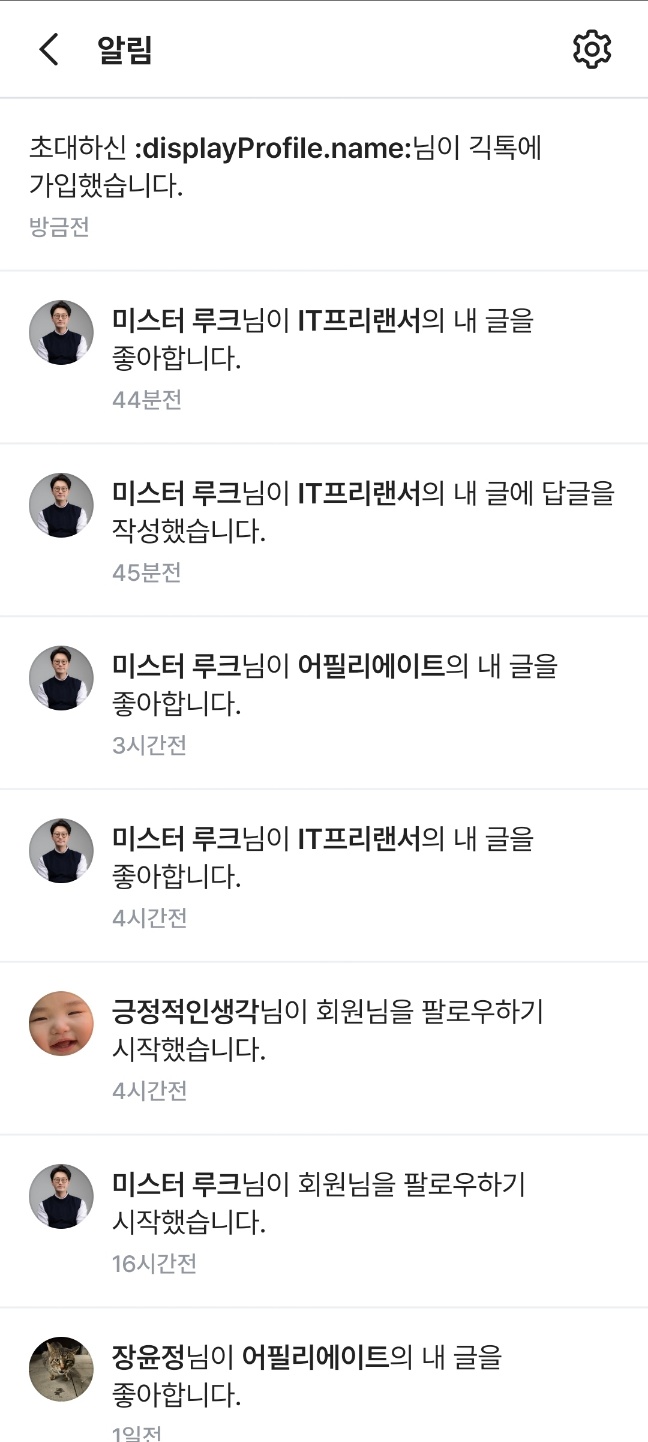 알림
초대하신 :displayProfile.name:님이 긱톡에
가입했습니다.
방금전
미스터 루크님이 IT프리랜서의 내 글을
좋아합니다.
44분전
미스터 루크님이 IT프리랜서의 내 글에 답글을
작성했습니다.
45분전
미스터 루크님이 어필리에이트의 내 글을
좋아합니다.
3시간전
미스터 루크님이 IT프리랜서의 내 글을
좋아합니다.
4시간전
긍정적인생각님이 회원님을 팔로우하기
시작했습니다.
4시간전
미스터 루크님이 회원님을 팔로우하기
시작했습니다.
16시간전
장윤정님이 어필리에이트의 내 글을
좋아합니다.
1일전